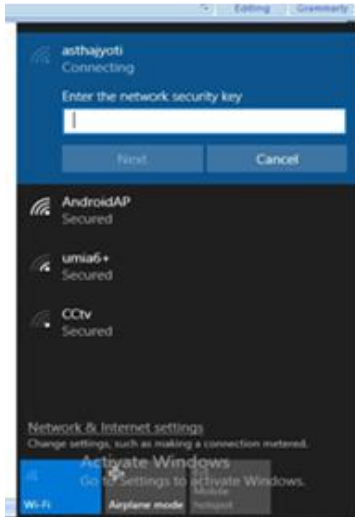 Editing Grammarly
asthajyoti
Connecting
Enter the network security key
Next Cancel
AndroidAP
Secured
umia6+
Secured
CCtv
Secured
Network & Internet settings
Change settings, such as making a connection metered.
Activate Windows
Go to Settings to activate Windows.
Wi-Fi Airplane mode Mobile
hotspot